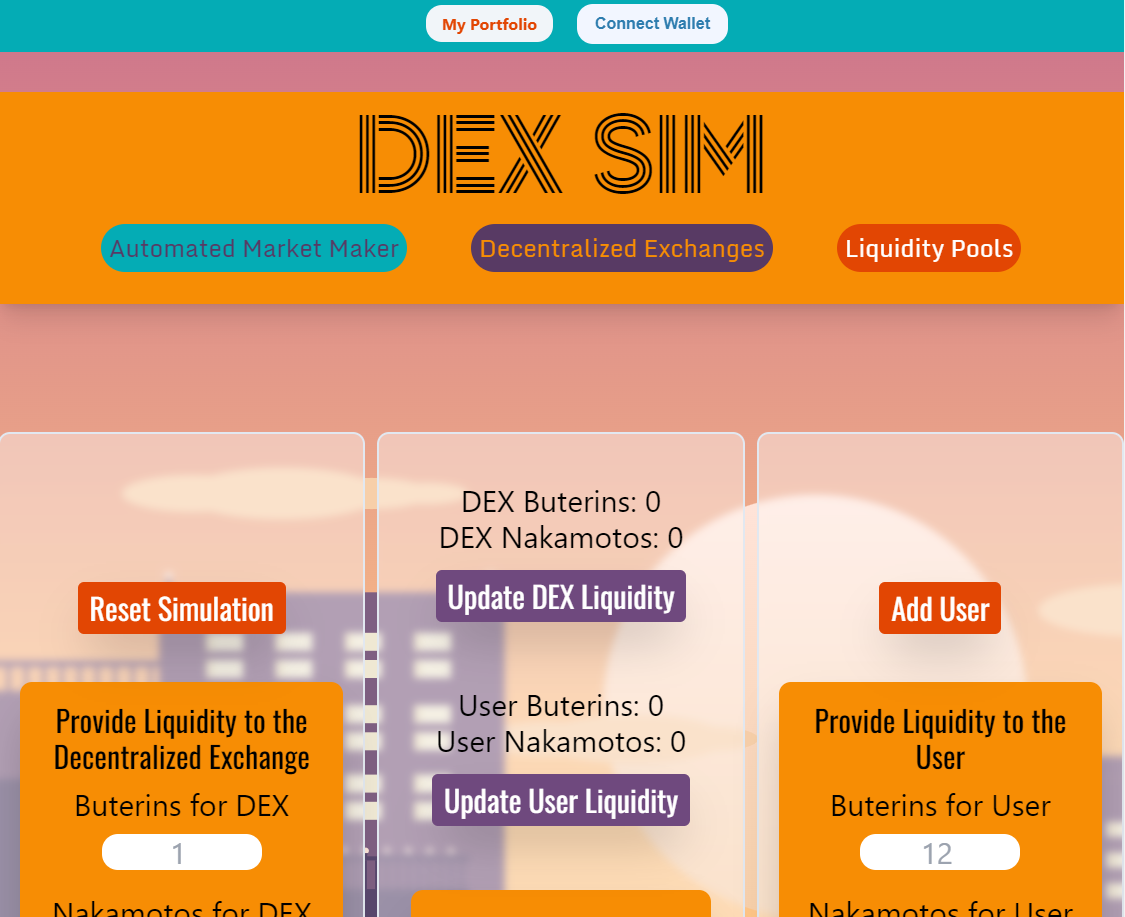 My Portfolio
Connect Wallet
DEX SIM
Automated Market Maker
Decentralized Exchanges
Liquidity Pools
Reset Simulation
Provide Liquidity to the
Decentralized Exchange
Buterins for DEX
1
Nakamotos for DEX
DEX Buterins: 0
DEX Nakamotos: 0
Update DEX Liquidity
User Buterins: 0
User Nakamotos: 0
Update User Liquidity
Add User
Provide Liquidity to the
User
Buterins for User
12
Nakamotos for User